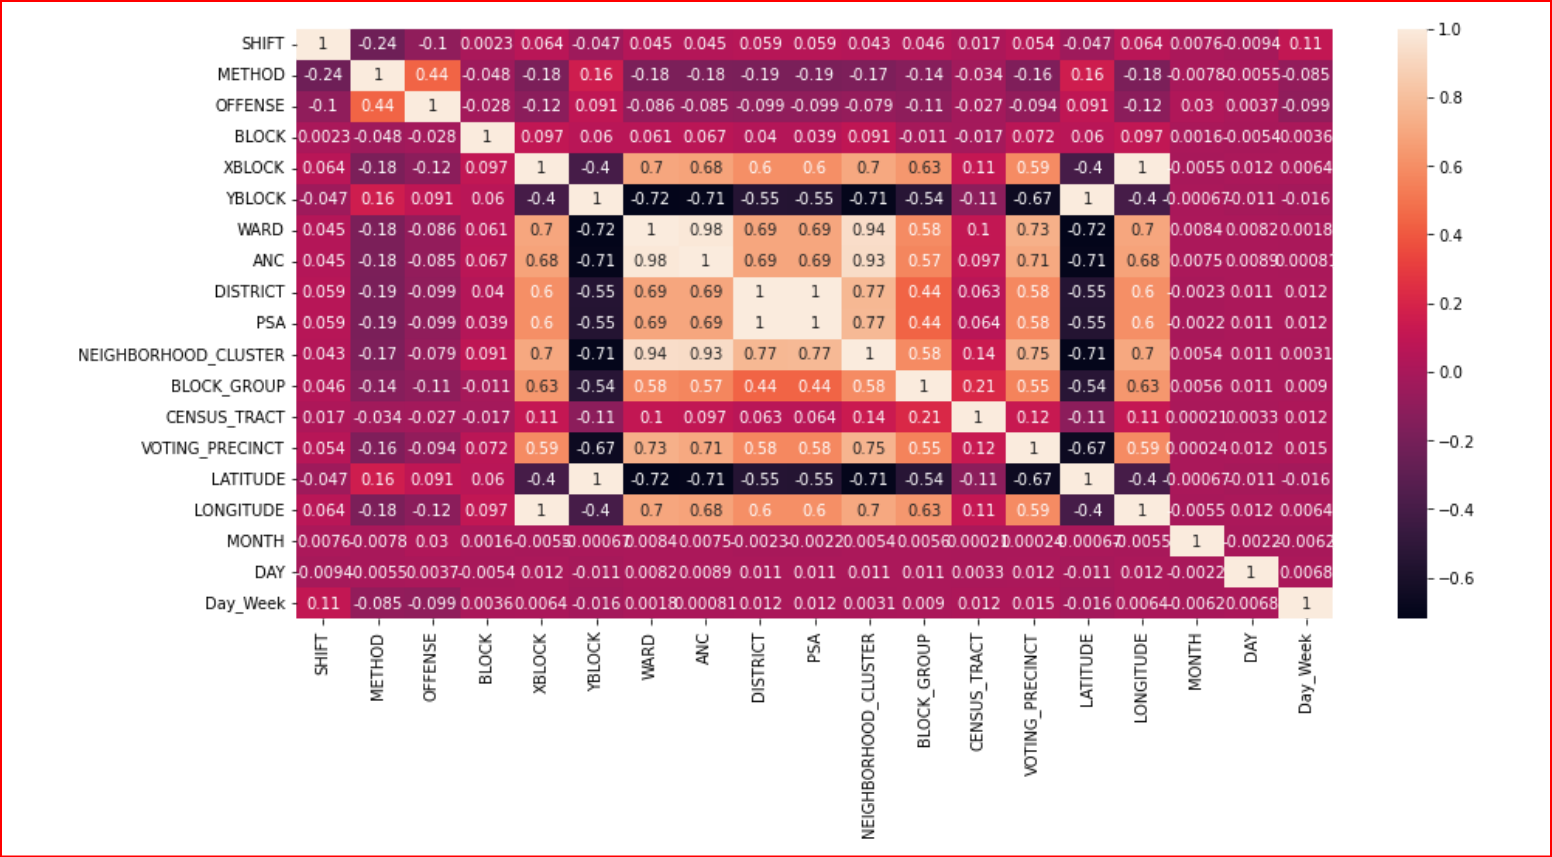 SHIFT 1 -0.24 -0.1 0.0023 0.064 -0.047 0.045 0.045 0.059 0.059 0.043 0.046 0.017 0.054 -0.047 0.064 0.0076 -0.0094 0.11 1.0
METHOD -0.24 1 0.44 -0.048 -0.18 0.16 -0.18 -0.18 -0.19 -0.19 -0.17 -0.14 -0.034 -0.16 0.16 -0.18 -0.0078 -0.0055 -0.085
OFFENSE -0.1 0.44 1 -0.028 -0.12 0.091 -0.086 -0.085 -0.099 -0.099 -0.079 -0.11 -0.027 -0.094 0.091 -0.12 0.03 0.0037 -0.099 0.8
BLOCK 0.0023 -0.048 -0.028 1 0.097 0.06 0.061 0.067 0.04 0.039 0.091 -0.011 -0.017 0.072 0.06 0.097 0.0016 -0.0054 0.0036
XBLOCK 0.064 -0.18 -0.12 0.097 1 -0.4 0.7 0.68 0.6 0.6 0.7 0.63 0.11 0.59 -0.4 1 -0.0055 0.012 0.0064 0.6
YBLOCK -0.047 0.16 0.091 0.06 -0.4 1 -0.72 -0.71 -0.55 -0.55 -0.71 -0.54 -0.11 -0.67 1 -0.4 -0.00067 -0.011 -0.016
WARD 0.045 -0.18 -0.086 0.061 0.7 -0.72 1 0.98 0.69 0.69 0.94 0.58 0.1 0.73 -0.72 0.7 0.0084 0.0082 0.0018 0.4
ANC 0.045 -0.18 -0.085 0.067 0.68 -0.71 0.98 1 0.69 0.69 0.93 0.57 0.097 0.71 -0.71 0.68 0.0075 0.0089 0.00081
DISTRICT 0.059 -0.19 -0.099 0.04 0.6 -0.55 0.69 0.69 1 1 0.77 0.44 0.063 0.58 -0.55 0.6 -0.0023 0.011 0.012 0.2
PSA 0.059 -0.19 -0.099 0.039 0.6 -0.55 0.69 0.69 1 1 0.77 0.44 0.064 0.58 -0.55 0.6 -0.0022 0.011 0.012
NEIGHBORHOOD_CLUSTER 0.043 -0.17 -0.079 0.091 0.7 -0.71 0.94 0.93 0.77 0.77 1 0.58 0.14 0.75 -0.71 0.7 0.0054 0.011 0.0031 0.0
BLOCK_GROUP 0.046 -0.14 -0.11 -0.011 0.63 -0.54 0.58 0.57 0.44 0.44 0.58 1 0.21 0.55 -0.54 0.63 0.0056 0.011 0.009
CENSUS_TRACT 0.017 -0.034 -0.027 -0.017 0.11 -0.11 0.1 0.097 0.063 0.064 0.14 0.21 1 0.12 -0.11 0.11 0.00021 0.0033 0.012
VOTING_PRECINCT 0.054 -0.16 -0.094 0.072 0.59 -0.67 0.73 0.71 0.58 0.58 0.75 0.55 0.12 1 -0.67 0.59 0.00024 0.012 0.015 −0.2
LATITUDE -0.047 0.16 0.091 0.06 -0.4 1 -0.72 -0.71 -0.55 -0.55 -0.71 -0.54 -0.11 -0.67 1 -0.4 -0.00067 -0.011 -0.016
LONGITUDE 0.064 -0.18 -0.12 0.097 1 -0.4 0.7 0.68 0.6 0.6 0.7 0.63 0.11 0.59 -0.4 1 -0.0055 0.012 0.0064 −0.4
MONTH 0.0076 -0.0078 0.03 0.0016 -0.0055 -0.00067 0.0084 0.0075 -0.0023 -0.0022 0.0054 0.0056 0.00021 0.00024 -0.00067 -0.0055 1 -0.0022 -0.0062
DAY -0.0094 -0.0055 0.0037 -0.0054 0.012 -0.011 0.0082 0.0089 0.011 0.011 0.011 0.011 0.0033 0.012 -0.011 0.012 -0.0022 1 0.0068 −0.6
Day_Week 0.11 -0.085 -0.099 0.0036 0.0064 -0.016 0.0018 0.00081 0.012 0.012 0.0031 0.009 0.012 0.015 -0.016 0.0064 -0.0062 0.0068 1
SHIFT
METHOD
OFFENSE
BLOCK
XBLOCK
YBLOCK
WARD
ANC
DISTRICT
PSA
NEIGHBORHOOD_CLUSTER
BLOCK_GROUP
CENSUS_TRACT
VOTING_PRECINCT
LATITUDE
LONGITUDE
MONTH
DAY
Day_Week